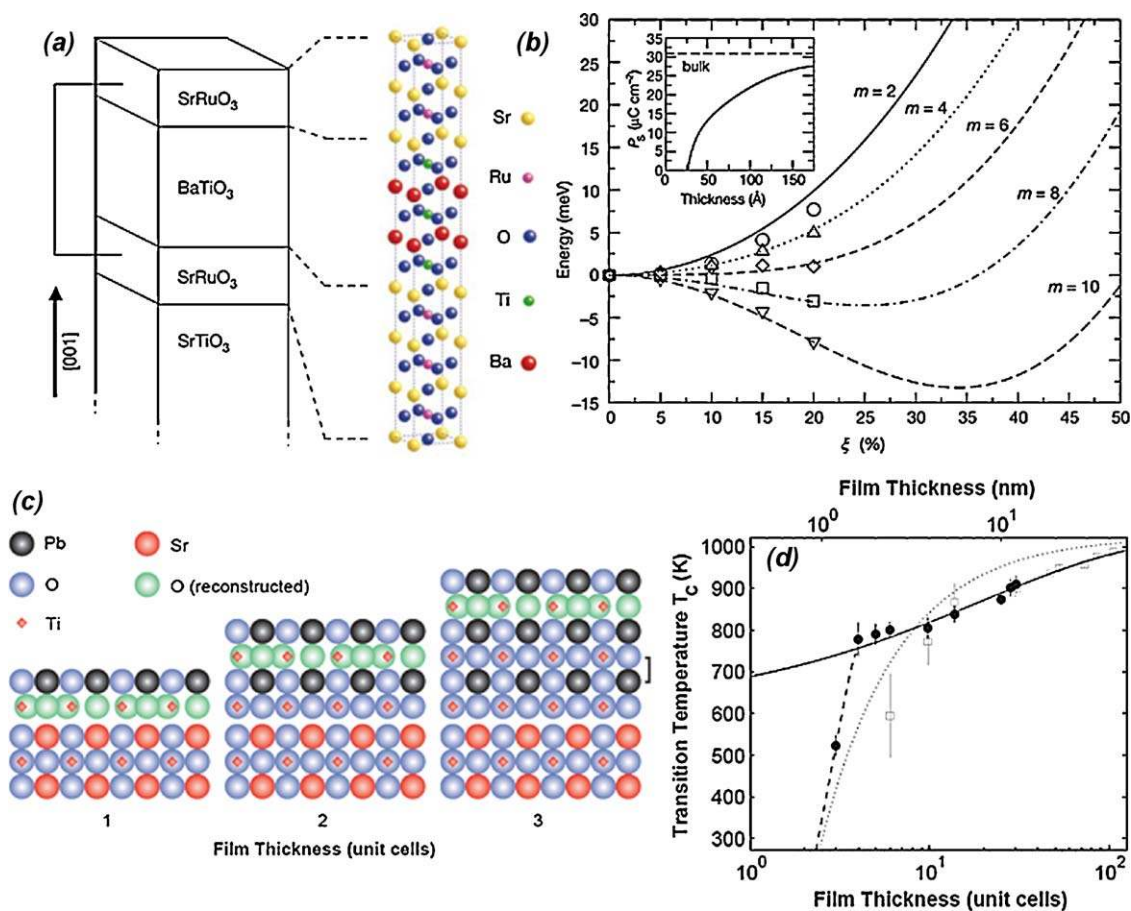 (a)
SrRuO3
BaTiO3
SrRuO3
SrTiO3
[001]
Sr
Ru
O
Ti
Ba
(b)
30
25
20
15
10
5
0
−5
−10
−15
Energy (meV)
0 5 10 15 20 25 30 35 40 45 50
ξ (%)
m = 2
m = 4
m = 6
m = 8
m = 10
35
30
25
20
15
10
5
0
Ps (μC cm−2)
bulk
50 100 150
Thickness (Å)
(c)
Pb
Sr
O
O (reconstructed)
Ti
1
2
3
Film Thickness (unit cells)
Film Thickness (nm)
10^0 10^1
(d)
1000
900
800
700
600
500
400
300
Transition Temperature TC (K)
10^0 10^1 10^2
Film Thickness (unit cells)